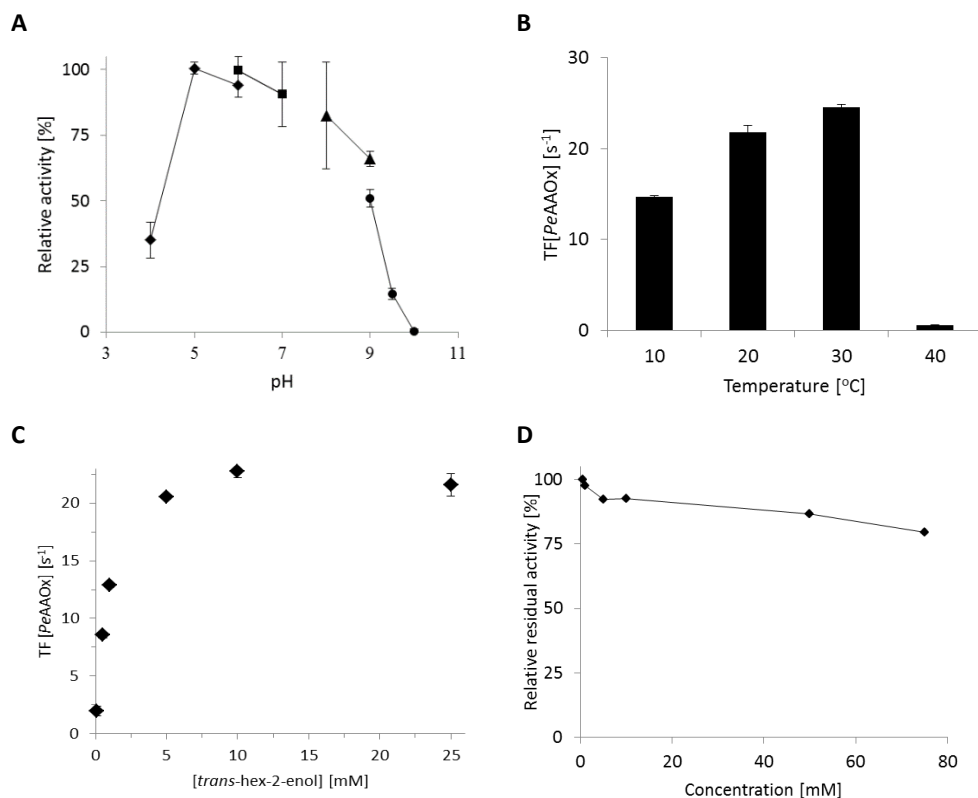 A
Relative activity [%]
100
75
50
25
0
3 5 7 9 11
pH
B
TF[PeAAOx] [s⁻¹]
30
20
10
0
10 20 30 40
Temperature [°C]
C
TF [PeAAOx] [s⁻¹]
20
15
10
5
0
0 5 10 15 20 25
[trans-hex-2-enol] [mM]
D
Relative residual activity [%]
100
75
50
25
0
0 20 40 60 80
Concentration [mM]